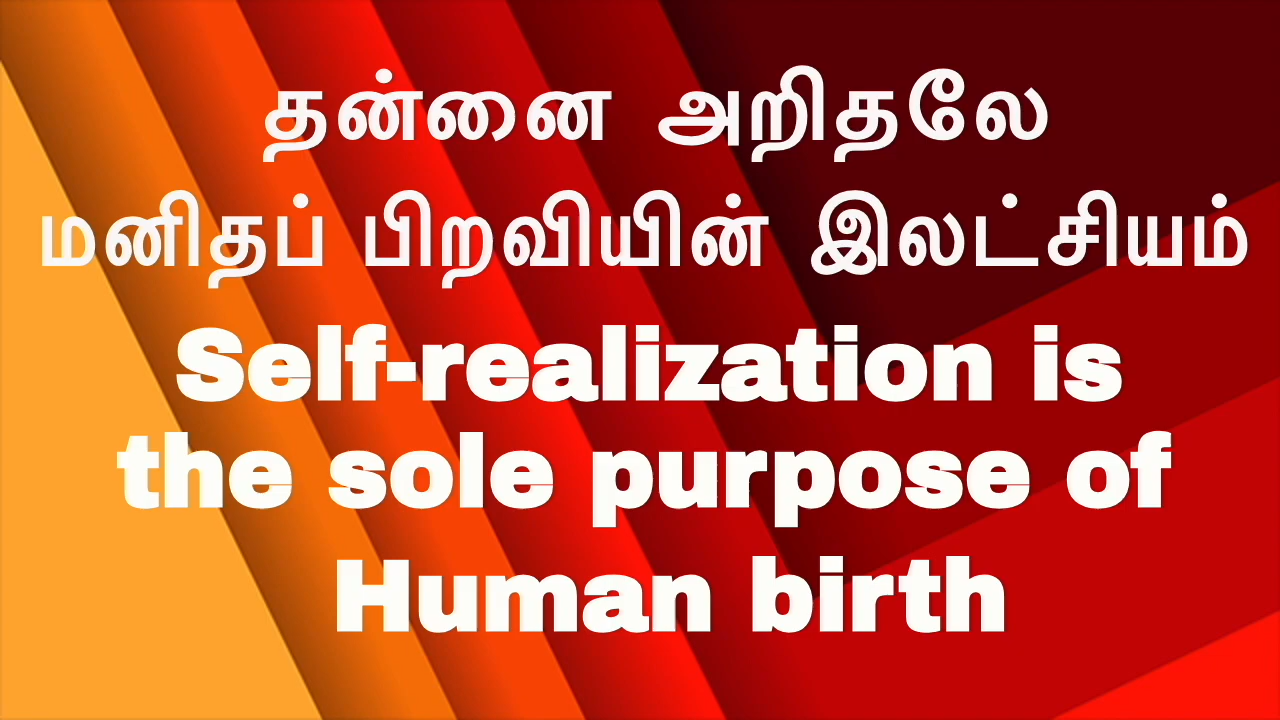 தன்னை அறிதலே
மனிதப் பிறவியின் இலட்சியம்
Self-realization is
the sole purpose of
Human birth